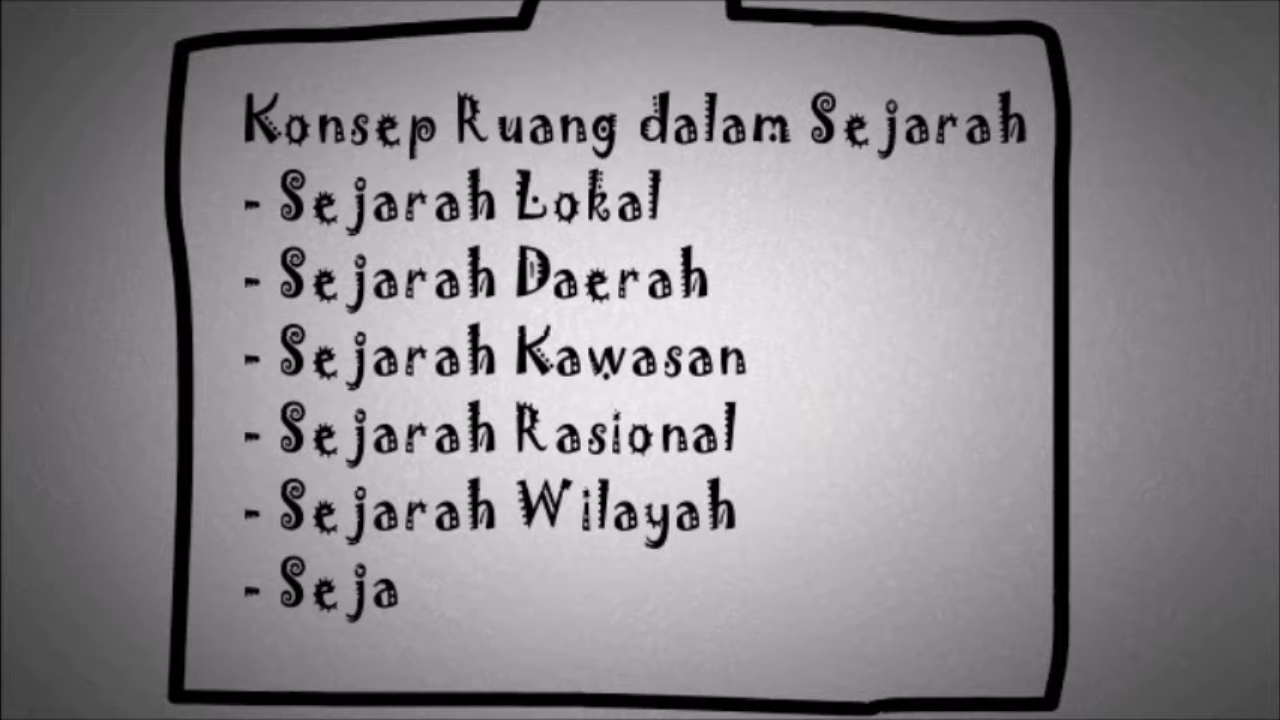 Konsep Ruang dalam Sejarah
- Sejarah Lokal
- Sejarah Daerah
- Sejarah Kawasan
- Sejarah Rasional
- Sejarah Wilayah
- Seja